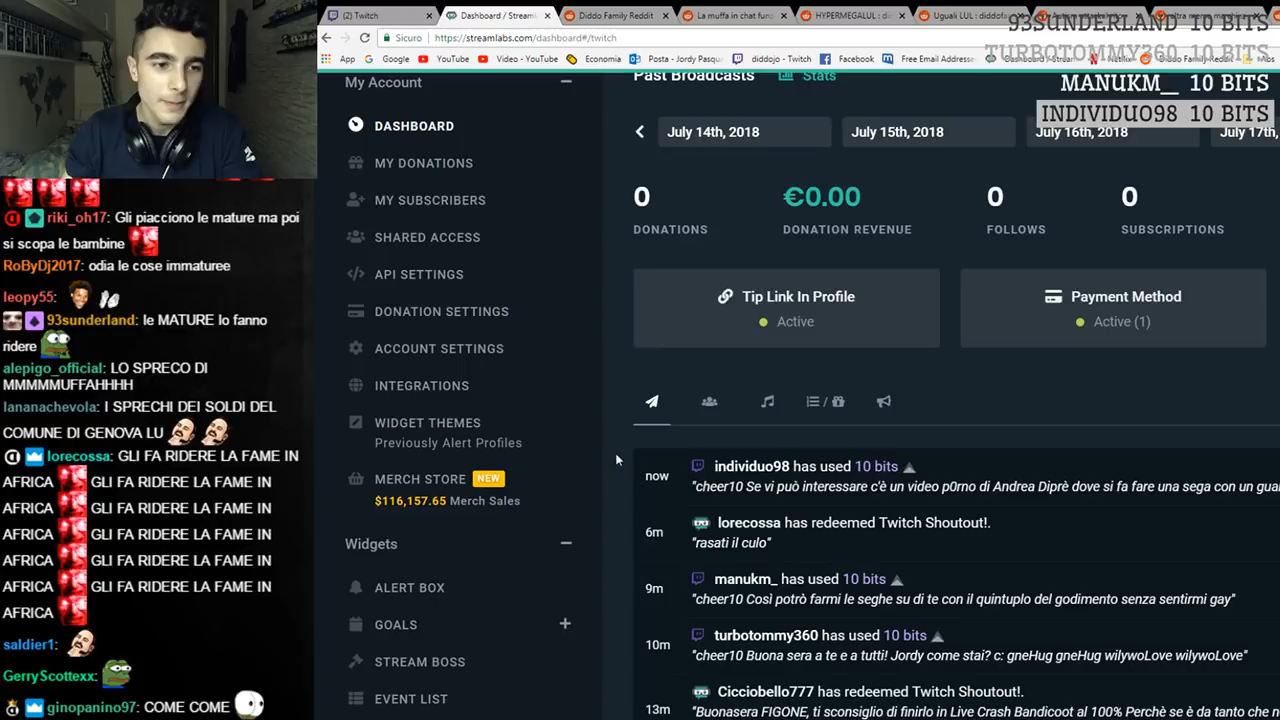 (2) Twitch
Dashboard / Streaml
Diddo Family Reddit
La muffa in chat fun
HYPERMEGALUL : did
Uguali LUL : diddof
93SUNDERLAND 10 BITS
Sicuro
https://streamlabs.com/dashboard#/twitch
TURBOTOMMY360 10 BITS
App
Google
YouTube
Video - YouTube
Economia
Posta - Jordy Pasqu
diddojo - Twitch
Facebook
Free Email Addresse
MANUKM_ 10 BITS
INDIVIDUO98 10 BITS
My Account
DASHBOARD
MY DONATIONS
MY SUBSCRIBERS
SHARED ACCESS
API SETTINGS
DONATION SETTINGS
ACCOUNT SETTINGS
INTEGRATIONS
WIDGET THEMES
Previously Alert Profiles
MERCH STORE NEW
$116,157.65 Merch Sales
Widgets
ALERT BOX
GOALS
STREAM BOSS
EVENT LIST
Past Broadcasts
Stats
July 14th, 2018
July 15th, 2018
July 16th, 2018
July 17th,
0
DONATIONS
€0.00
DONATION REVENUE
0
FOLLOWS
0
SUBSCRIPTIONS
Tip Link In Profile
Active
Payment Method
Active (1)
now
individuo98 has used 10 bits
"cheer10 Se vi può interessare c'è un video p0rno di Andrea Diprè dove si fa fare una sega con un gua
6m
lorecossa has redeemed Twitch Shoutout!.
"rasati il culo"
9m
manukm_ has used 10 bits
"cheer10 Così potrò farmi le seghe su di te con il quintuplo del godimento senza sentirmi gay"
10m
turbotommy360 has used 10 bits
"cheer10 Buona sera a te e a tutti! Jordy come stai? c: gneHug gneHug wilywoLove wilywoLove"
13m
Cicciobello777 has redeemed Twitch Shoutout!.
"Buonasera FIGONE, ti sconsiglio di finirlo in Live Crash Bandicoot al 100% Perchè se è da tanto che n
riki_oh17: Gli piacciono le mature ma poi
si scopa le bambine
RoByDj2017: odia le cose immaturee
leopy55:
93sunderland: le MATURE lo fanno
ridere
alepigo_official: LO SPRECO DI
MMMMMUFFAHHHH
lananachevola: I SPRECHI DEI SOLDI DEL
COMUNE DI GENOVA LU
lorecossa: GLI FA RIDERE LA FAME IN
AFRICA GLI FA RIDERE LA FAME IN
AFRICA GLI FA RIDERE LA FAME IN
AFRICA GLI FA RIDERE LA FAME IN
AFRICA GLI FA RIDERE LA FAME IN
AFRICA GLI FA RIDERE LA FAME IN
AFRICA
saldier1:
GerryScottexx:
ginopanino97: COME COME